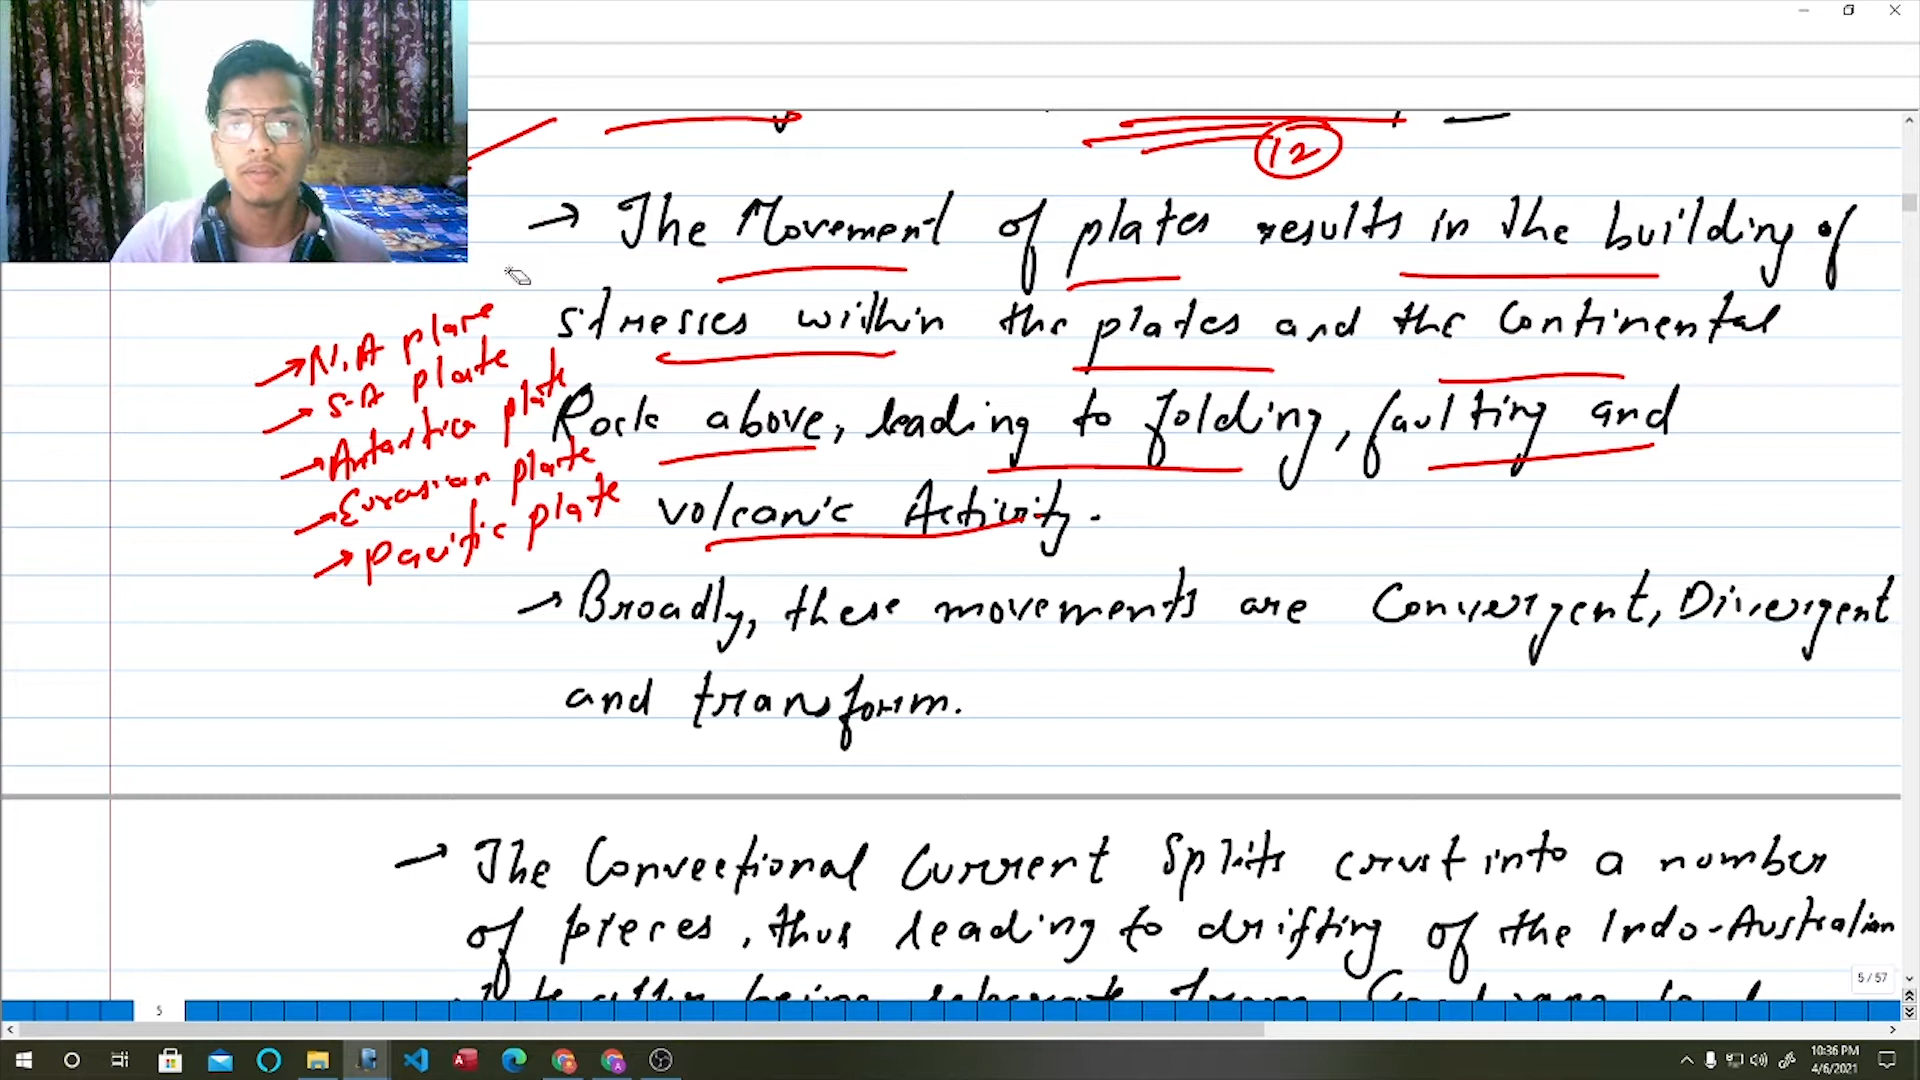 12
→ The Movement of plates results in the building of
stresses within the plates and the Continental
Rock above, leading to folding, faulting and
volcanic Activity.
→ N.A plate
→ S-A plate
→ Antartica plate
→ Eurasian plate
→ Pacific plate
→ Broadly, these movements are Convergent, Divergent
and transform.
→ The Convectional Current Splits crust into a number
of pieces, thus leading to drifting of the Indo-Australian
5 / 57
5
10:36 PM
4/6/2021